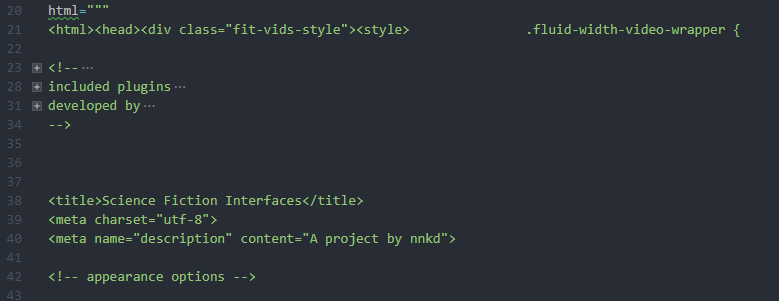 20 html="""
21 <html><head><div class="fit-vids-style"><style> .fluid-width-video-wrapper {
22
23 <!--···
28 included plugins···
31 developed by···
34 -->
35
36
37
38 <title>Science Fiction Interfaces</title>
39 <meta charset="utf-8">
40 <meta name="description" content="A project by nnkd">
41
42 <!-- appearance options -->
43